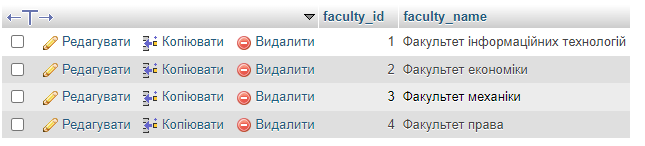 faculty_id faculty_name
Редагувати Копіювати Видалити 1 Факультет інформаційних технологій
Редагувати Копіювати Видалити 2 Факультет економіки
Редагувати Копіювати Видалити 3 Факультет механіки
Редагувати Копіювати Видалити 4 Факультет права